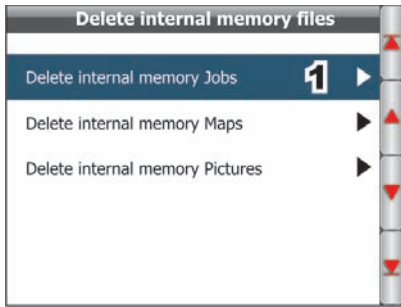 Delete internal memory files
Delete internal memory Jobs 1
Delete internal memory Maps
Delete internal memory Pictures